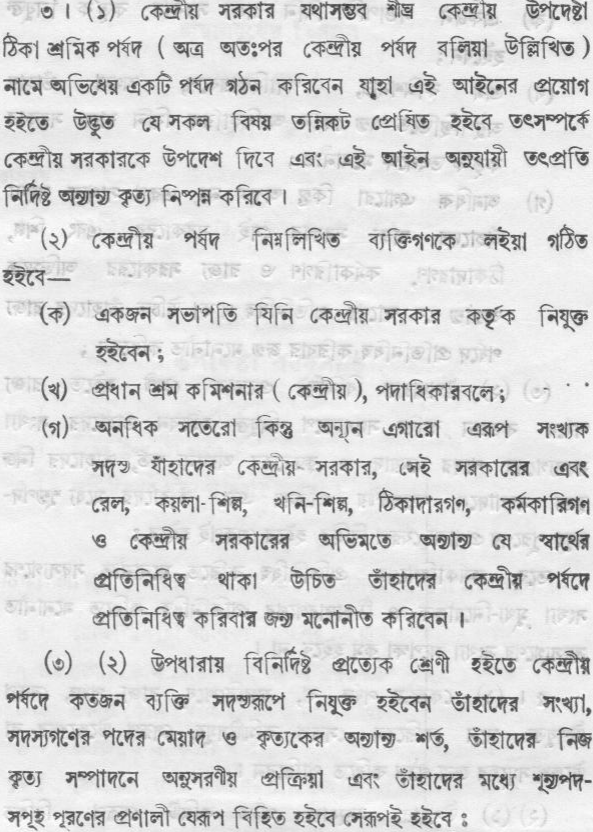 ৩। (১) কেন্দ্রীয় সরকার যথাসম্ভব শীঘ্র কেন্দ্রীয় উপদেষ্টা
ঠিকা শ্রমিক পর্ষদ ( অত্র অতঃপর কেন্দ্রীয় পর্ষদ বলিয়া উল্লিখিত )
নামে অভিধেয় একটি পর্ষদ গঠন করিবেন যাহা এই আইনের প্রয়োগ
হইতে উদ্ভূত যে সকল বিষয় তন্নিকট প্রেষিত হইবে তৎসম্পর্কে
কেন্দ্রীয় সরকারকে উপদেশ দিবে এবং এই আইন অনুযায়ী তৎপ্রতি
নির্দিষ্ট অন্যান্য কৃত্য নিষ্পন্ন করিবে।
(২) কেন্দ্রীয় পর্ষদ নিম্নলিখিত ব্যক্তিগণকে লইয়া গঠিত
হইবে—
(ক) একজন সভাপতি যিনি কেন্দ্রীয় সরকার কর্তৃক নিযুক্ত
হইবেন ;
(খ) প্রধান শ্রম কমিশনার ( কেন্দ্রীয় ), পদাধিকারবলে ;
(গ) অনধিক সতেরো কিন্তু অন্যূন এগারো এরূপ সংখ্যক
সদস্য যাঁহাদের কেন্দ্রীয় সরকার, সেই সরকারের এবং
রেল, কয়লা-শিল্প, খনি-শিল্প, ঠিকাদারগণ, কর্মকারিগণ
ও কেন্দ্রীয় সরকারের অভিমতে অন্যান্য যে স্বার্থের
প্রতিনিধিত্ব থাকা উচিত তাঁহাদের কেন্দ্রীয় পর্ষদে
প্রতিনিধিত্ব করিবার জন্য মনোনীত করিবেন।
(৩) (২) উপধারায় বিনির্দিষ্ট প্রত্যেক শ্রেণী হইতে কেন্দ্রীয়
পর্ষদে কতজন ব্যক্তি সদস্যরূপে নিযুক্ত হইবেন তাঁহাদের সংখ্যা,
সদস্যগণের পদের মেয়াদ ও কৃত্যকের অন্যান্য শর্ত, তাঁহাদের নিজ
কৃত্য সম্পাদনে অনুসরণীয় প্রক্রিয়া এবং তাঁহাদের মধ্যে শূন্যপদ-
সপূহ পূরণের প্রণালী যেরূপ বিহিত হইবে সেরূপই হইবে :